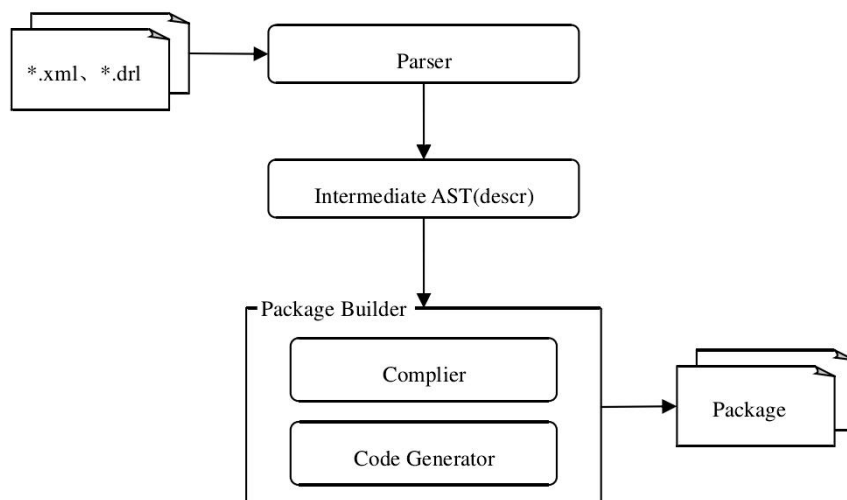 *.xml、*.drl
Parser
Intermediate AST(descr)
Package Builder
Complier
Code Generator
Package